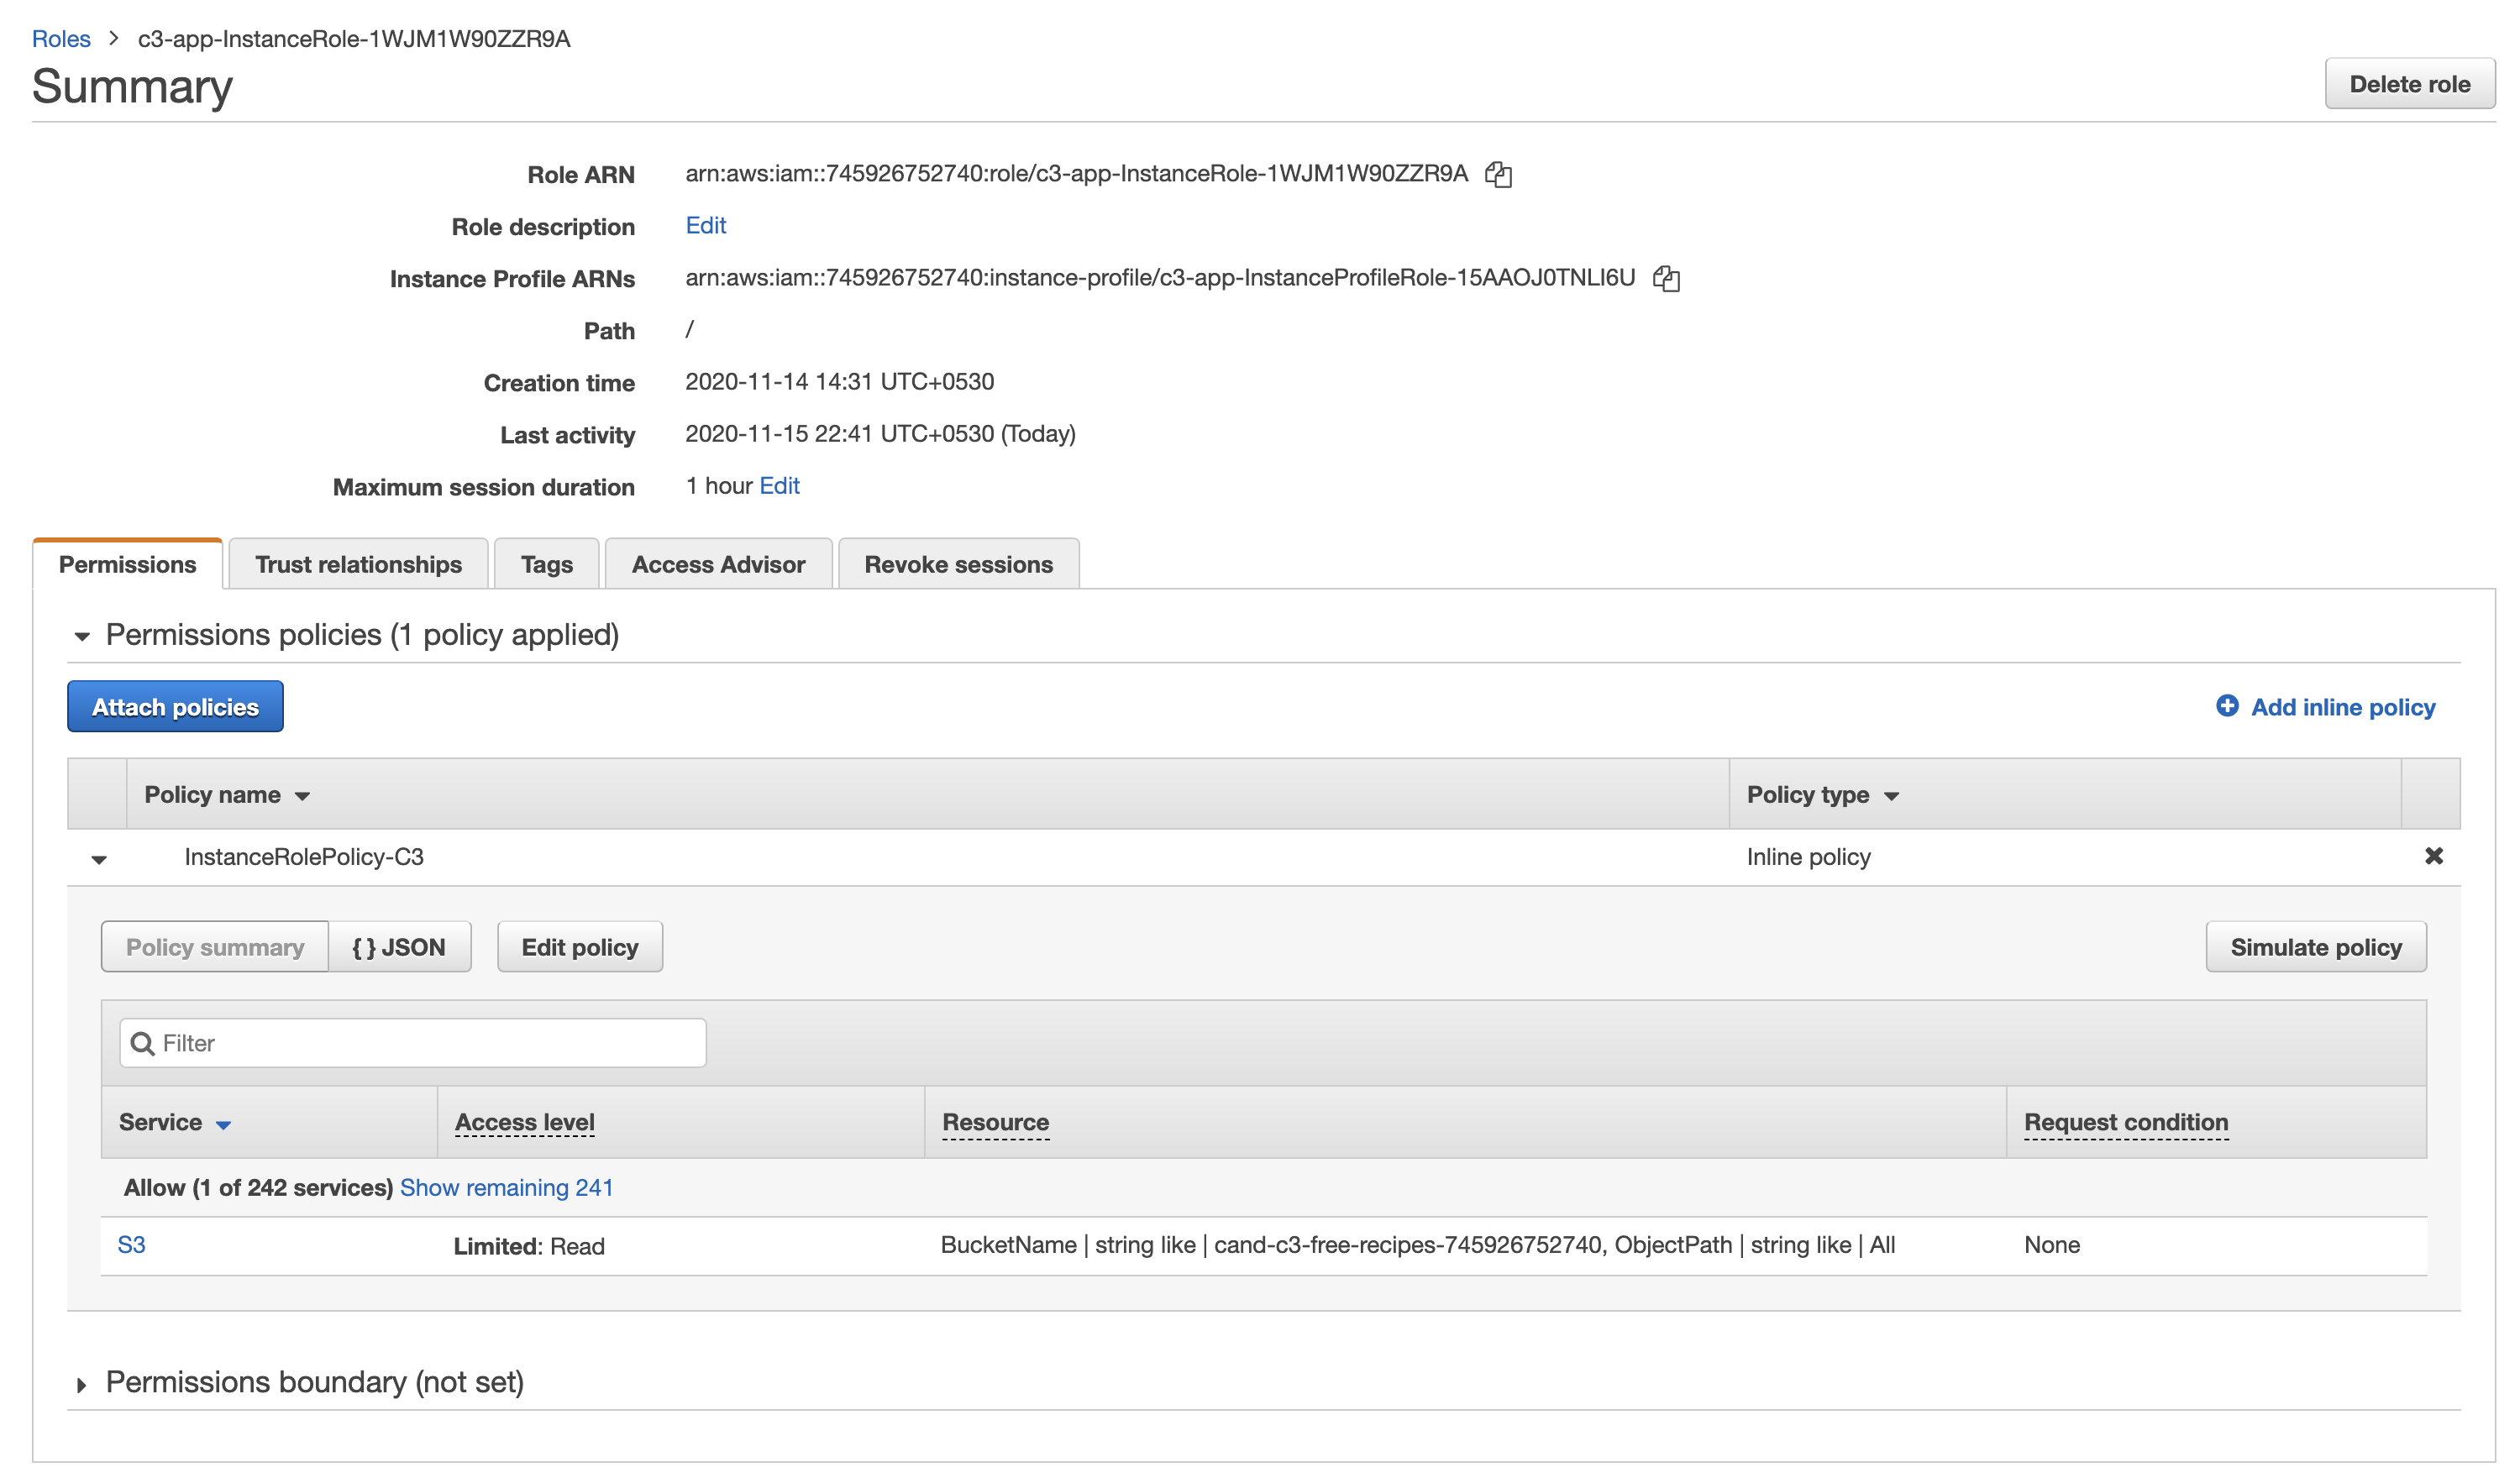 Roles > c3-app-InstanceRole-1WJM1W90ZZR9A
Summary
Delete role
Role ARN arn:aws:iam::745926752740:role/c3-app-InstanceRole-1WJM1W90ZZR9A
Role description Edit
Instance Profile ARNs arn:aws:iam::745926752740:instance-profile/c3-app-InstanceProfileRole-15AAOJ0TNLI6U
Path /
Creation time 2020-11-14 14:31 UTC+0530
Last activity 2020-11-15 22:41 UTC+0530 (Today)
Maximum session duration 1 hour Edit
Permissions Trust relationships Tags Access Advisor Revoke sessions
Permissions policies (1 policy applied)
Attach policies Add inline policy
Policy name Policy type
InstanceRolePolicy-C3 Inline policy
Policy summary { } JSON Edit policy Simulate policy
Filter
Service Access level Resource Request condition
Allow (1 of 242 services) Show remaining 241
S3 Limited: Read BucketName | string like | cand-c3-free-recipes-745926752740, ObjectPath | string like | All None
Permissions boundary (not set)